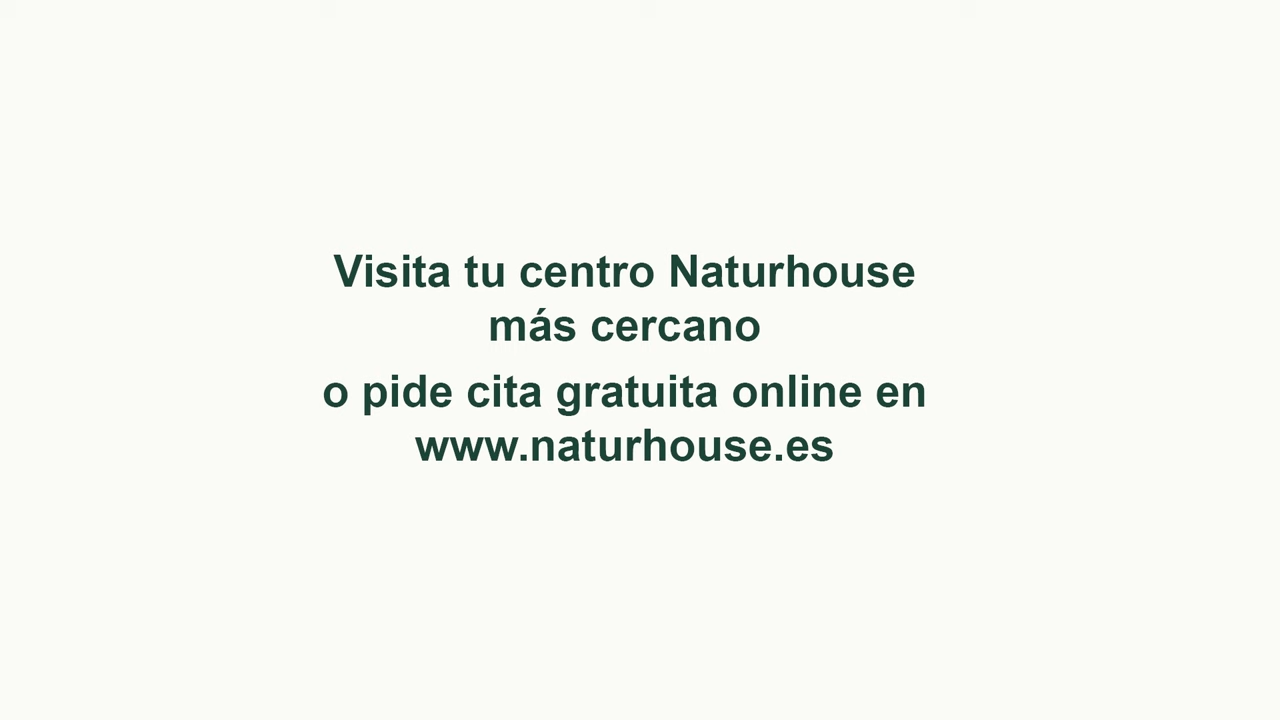 Visita tu centro Naturhouse
más cercano
o pide cita gratuita online en
www.naturhouse.es